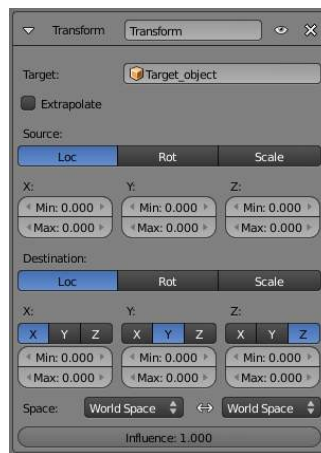 Transform Transform
Target: Target_object
Extrapolate
Source:
Loc Rot Scale
X: Y: Z:
Min: 0.000 Min: 0.000 Min: 0.000
Max: 0.000 Max: 0.000 Max: 0.000
Destination:
Loc Rot Scale
X: Y: Z:
X Y Z X Y Z X Y Z
Min: 0.000 Min: 0.000 Min: 0.000
Max: 0.000 Max: 0.000 Max: 0.000
Space: World Space World Space
Influence: 1.000